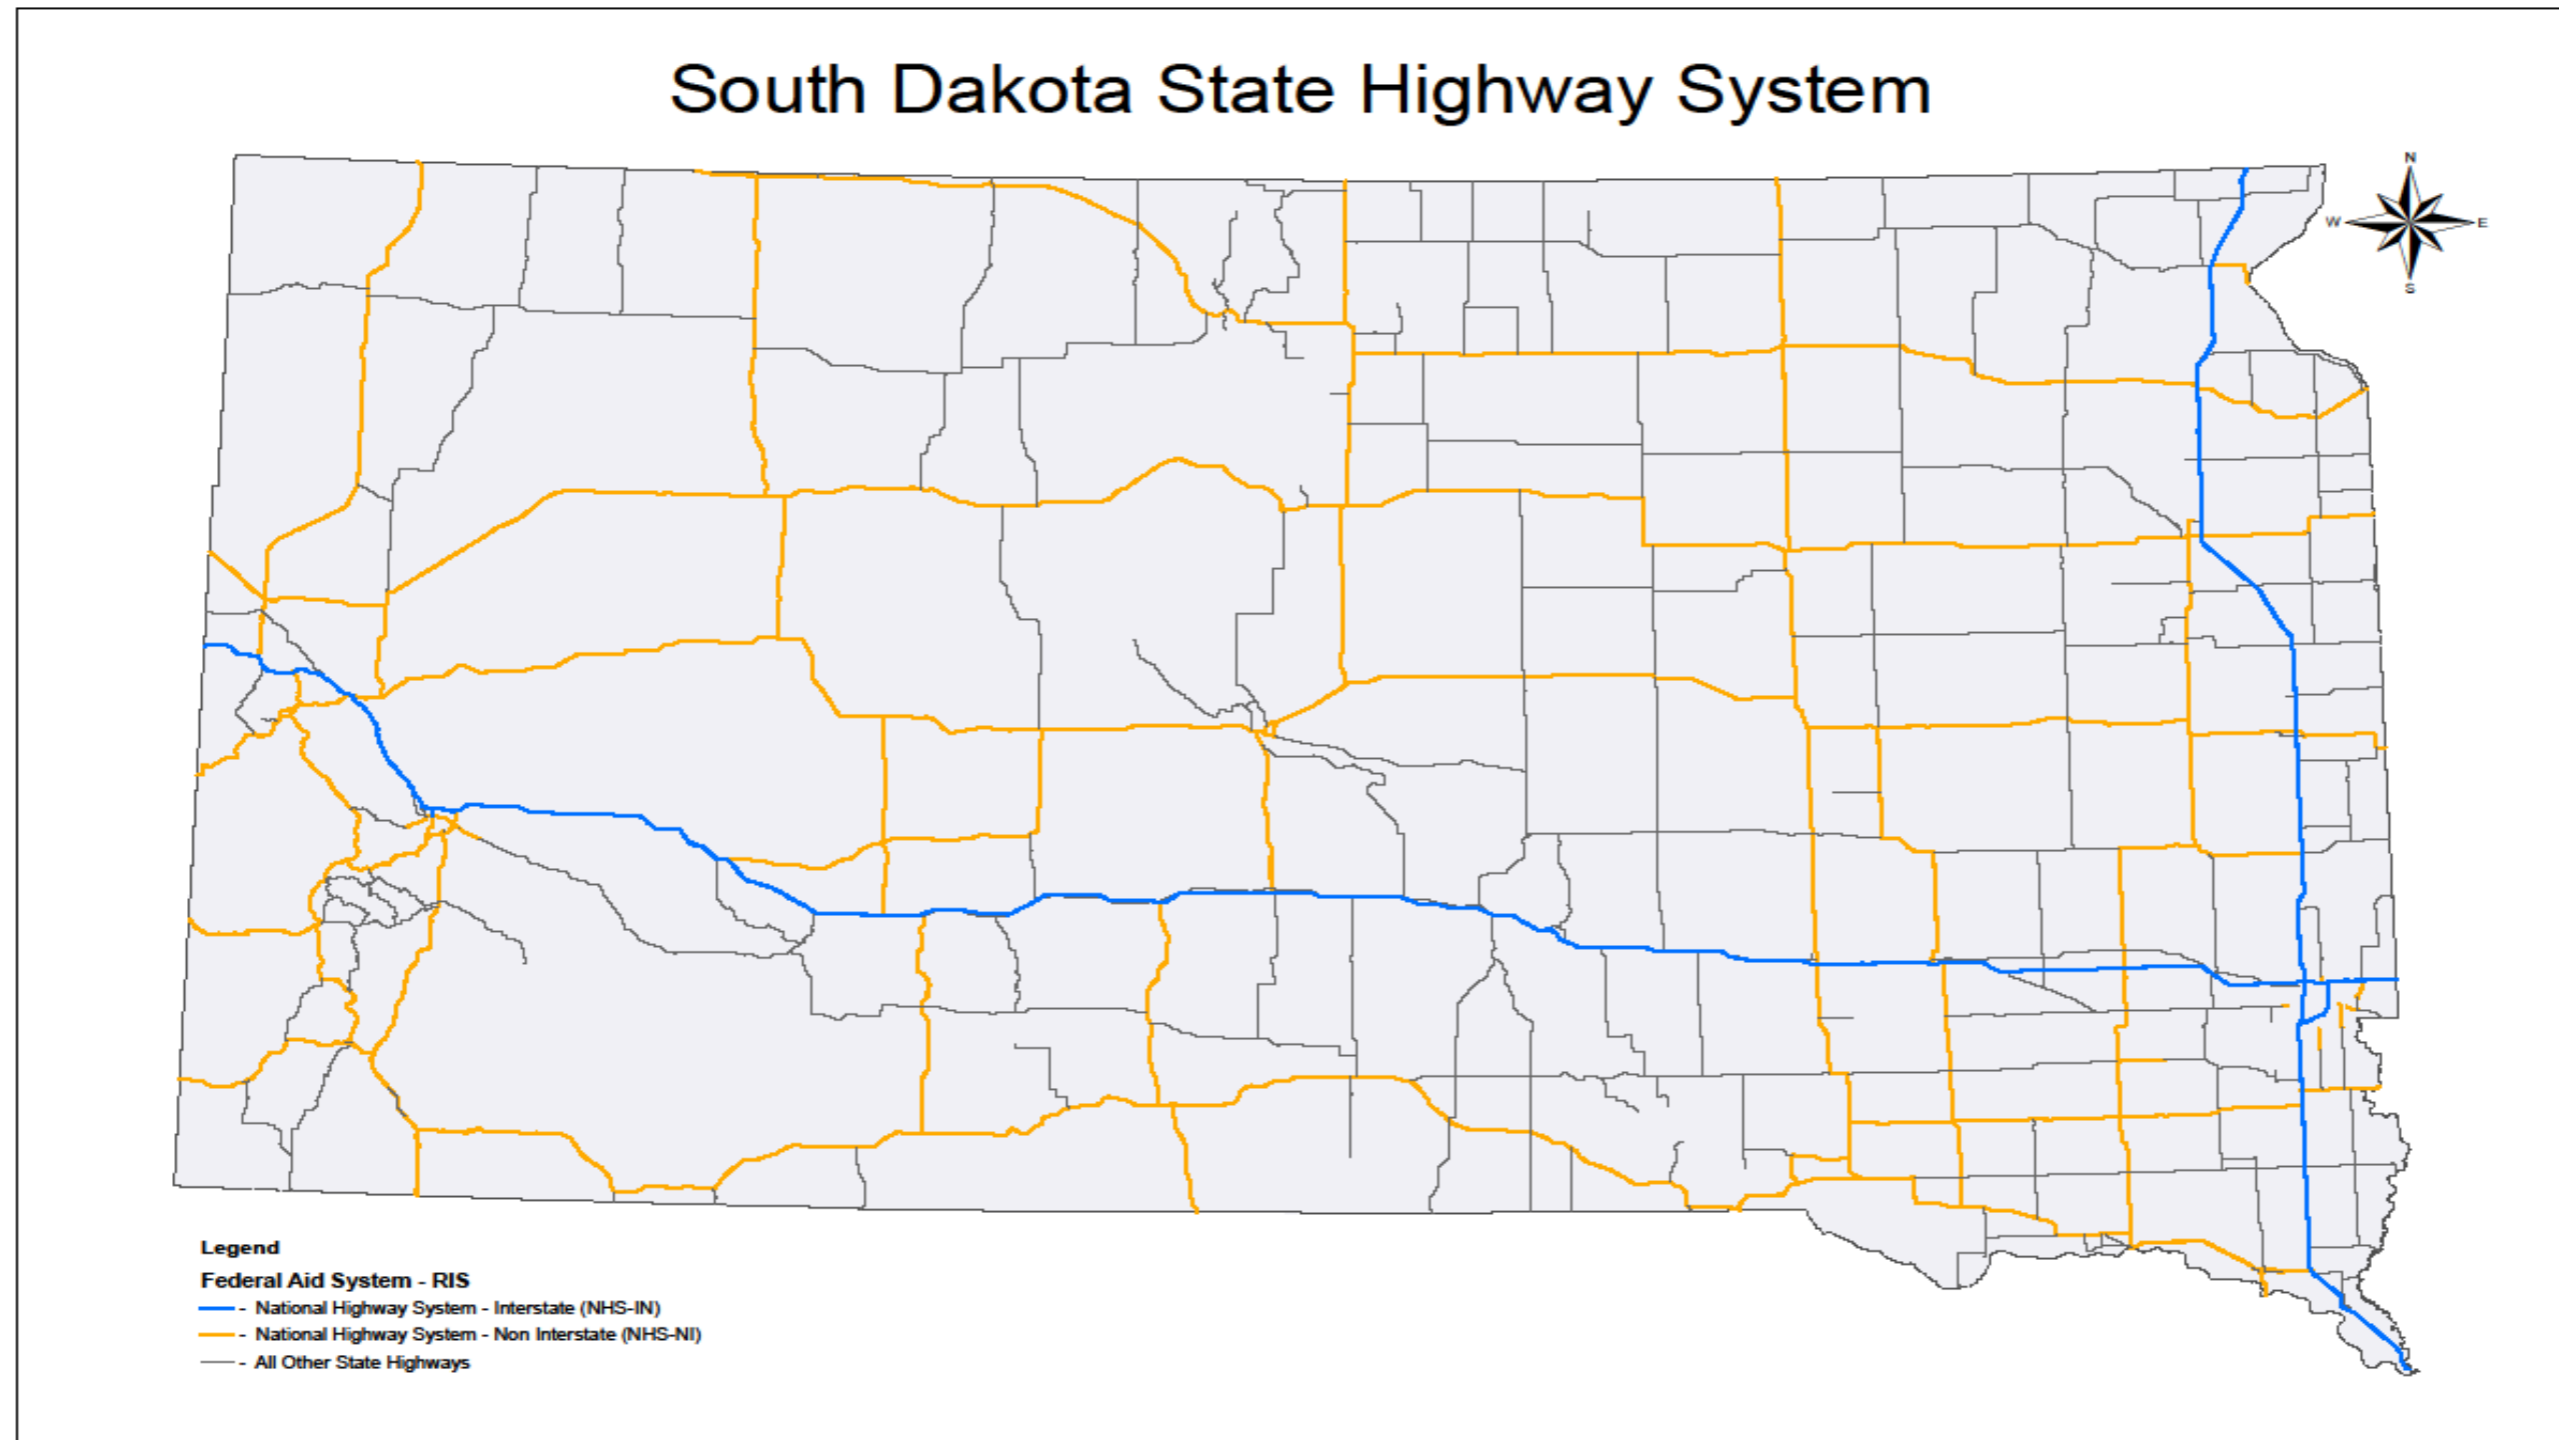 South Dakota State Highway System
N
W E
S
Legend
Federal Aid System - RIS
- National Highway System - Interstate (NHS-IN)
- National Highway System - Non Interstate (NHS-NI)
- All Other State Highways